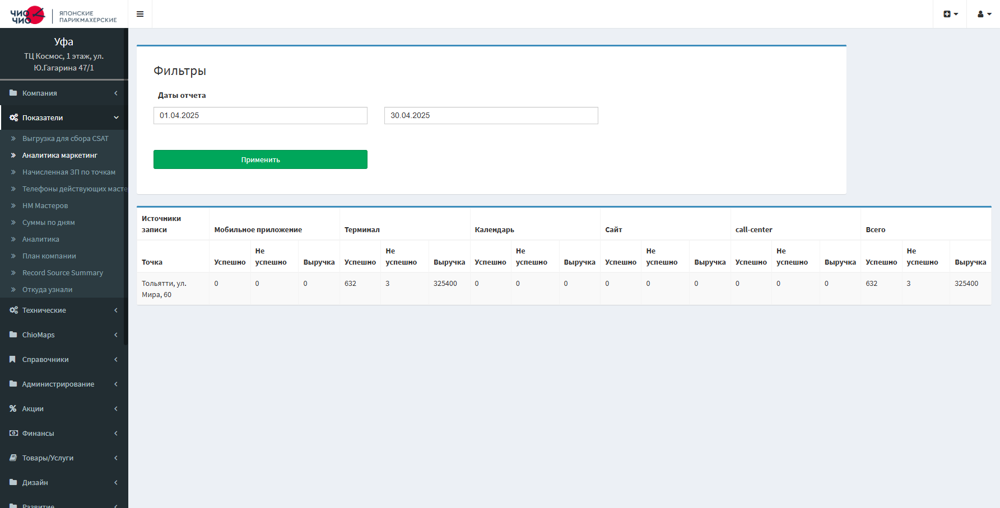 ЧИО
ЧИО
ЯПОНСКИЕ
ПАРИКМАХЕРСКИЕ
Уфа
ТЦ Космос, 1 этаж, ул.
Ю.Гагарина 47/1
Компания
Показатели
Выгрузка для сбора CSAT
Аналитика маркетинг
Начисленная ЗП по точкам
Телефоны действующих масте
НМ Мастеров
Суммы по дням
Аналитика
План компании
Record Source Summary
Откуда узнали
Технические
ChioMaps
Справочники
Администрирование
Акции
Финансы
Товары/Услуги
Дизайн
Развитие
Фильтры
Даты отчета
01.04.2025 30.04.2025
Применить
Источники
записи Мобильное приложение Терминал Календарь Сайт call-center Всего
Не Не Не Не Не Не
Точка Успешно успешно Выручка Успешно успешно Выручка Успешно успешно Выручка Успешно успешно Выручка Успешно успешно Выручка Успешно успешно Выручка
Тольятти, ул. 0 0 0 632 3 325400 0 0 0 0 0 0 0 0 0 632 3 325400
Мира, 60